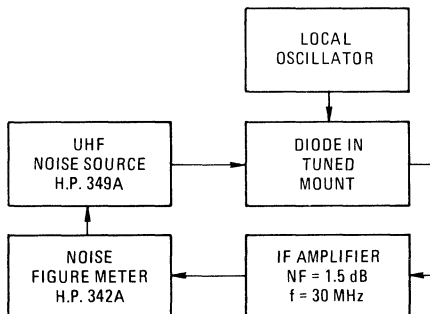 LOCAL
OSCILLATOR
UHF
NOISE SOURCE
H.P. 349A
DIODE IN
TUNED
MOUNT
NOISE
FIGURE METER
H.P. 342A
IF AMPLIFIER
NF = 1.5 dB
f = 30 MHz